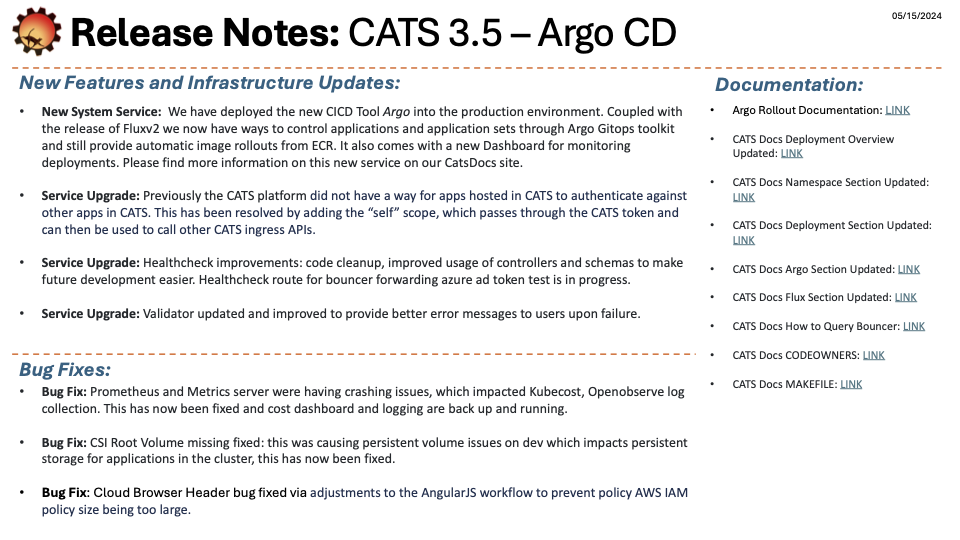 Release Notes: CATS 3.5 – Argo CD
05/15/2024
New Features and Infrastructure Updates:
• New System Service:  We have deployed the new CICD Tool Argo into the production environment. Coupled with
the release of Fluxv2 we now have ways to control applications and application sets through Argo Gitops toolkit
and still provide automatic image rollouts from ECR. It also comes with a new Dashboard for monitoring
deployments. Please find more information on this new service on our CatsDocs site.
• Service Upgrade: Previously the CATS platform did not have a way for apps hosted in CATS to authenticate against
other apps in CATS. This has been resolved by adding the “self” scope, which passes through the CATS token and
can then be used to call other CATS ingress APIs.
• Service Upgrade: Healthcheck improvements: code cleanup, improved usage of controllers and schemas to make
future development easier. Healthcheck route for bouncer forwarding azure ad token test is in progress.
• Service Upgrade: Validator updated and improved to provide better error messages to users upon failure.
Bug Fixes:
• Bug Fix: Prometheus and Metrics server were having crashing issues, which impacted Kubecost, Openobserve log
collection. This has now been fixed and cost dashboard and logging are back up and running.
• Bug Fix: CSI Root Volume missing fixed: this was causing persistent volume issues on dev which impacts persistent
storage for applications in the cluster, this has now been fixed.
• Bug Fix: Cloud Browser Header bug fixed via adjustments to the AngularJS workflow to prevent policy AWS IAM
policy size being too large.
Documentation:
• Argo Rollout Documentation: LINK
• CATS Docs Deployment Overview
Updated: LINK
• CATS Docs Namespace Section Updated:
LINK
• CATS Docs Deployment Section Updated:
LINK
• CATS Docs Argo Section Updated: LINK
• CATS Docs Flux Section Updated: LINK
• CATS Docs How to Query Bouncer: LINK
• CATS Docs CODEOWNERS: LINK
• CATS Docs MAKEFILE: LINK